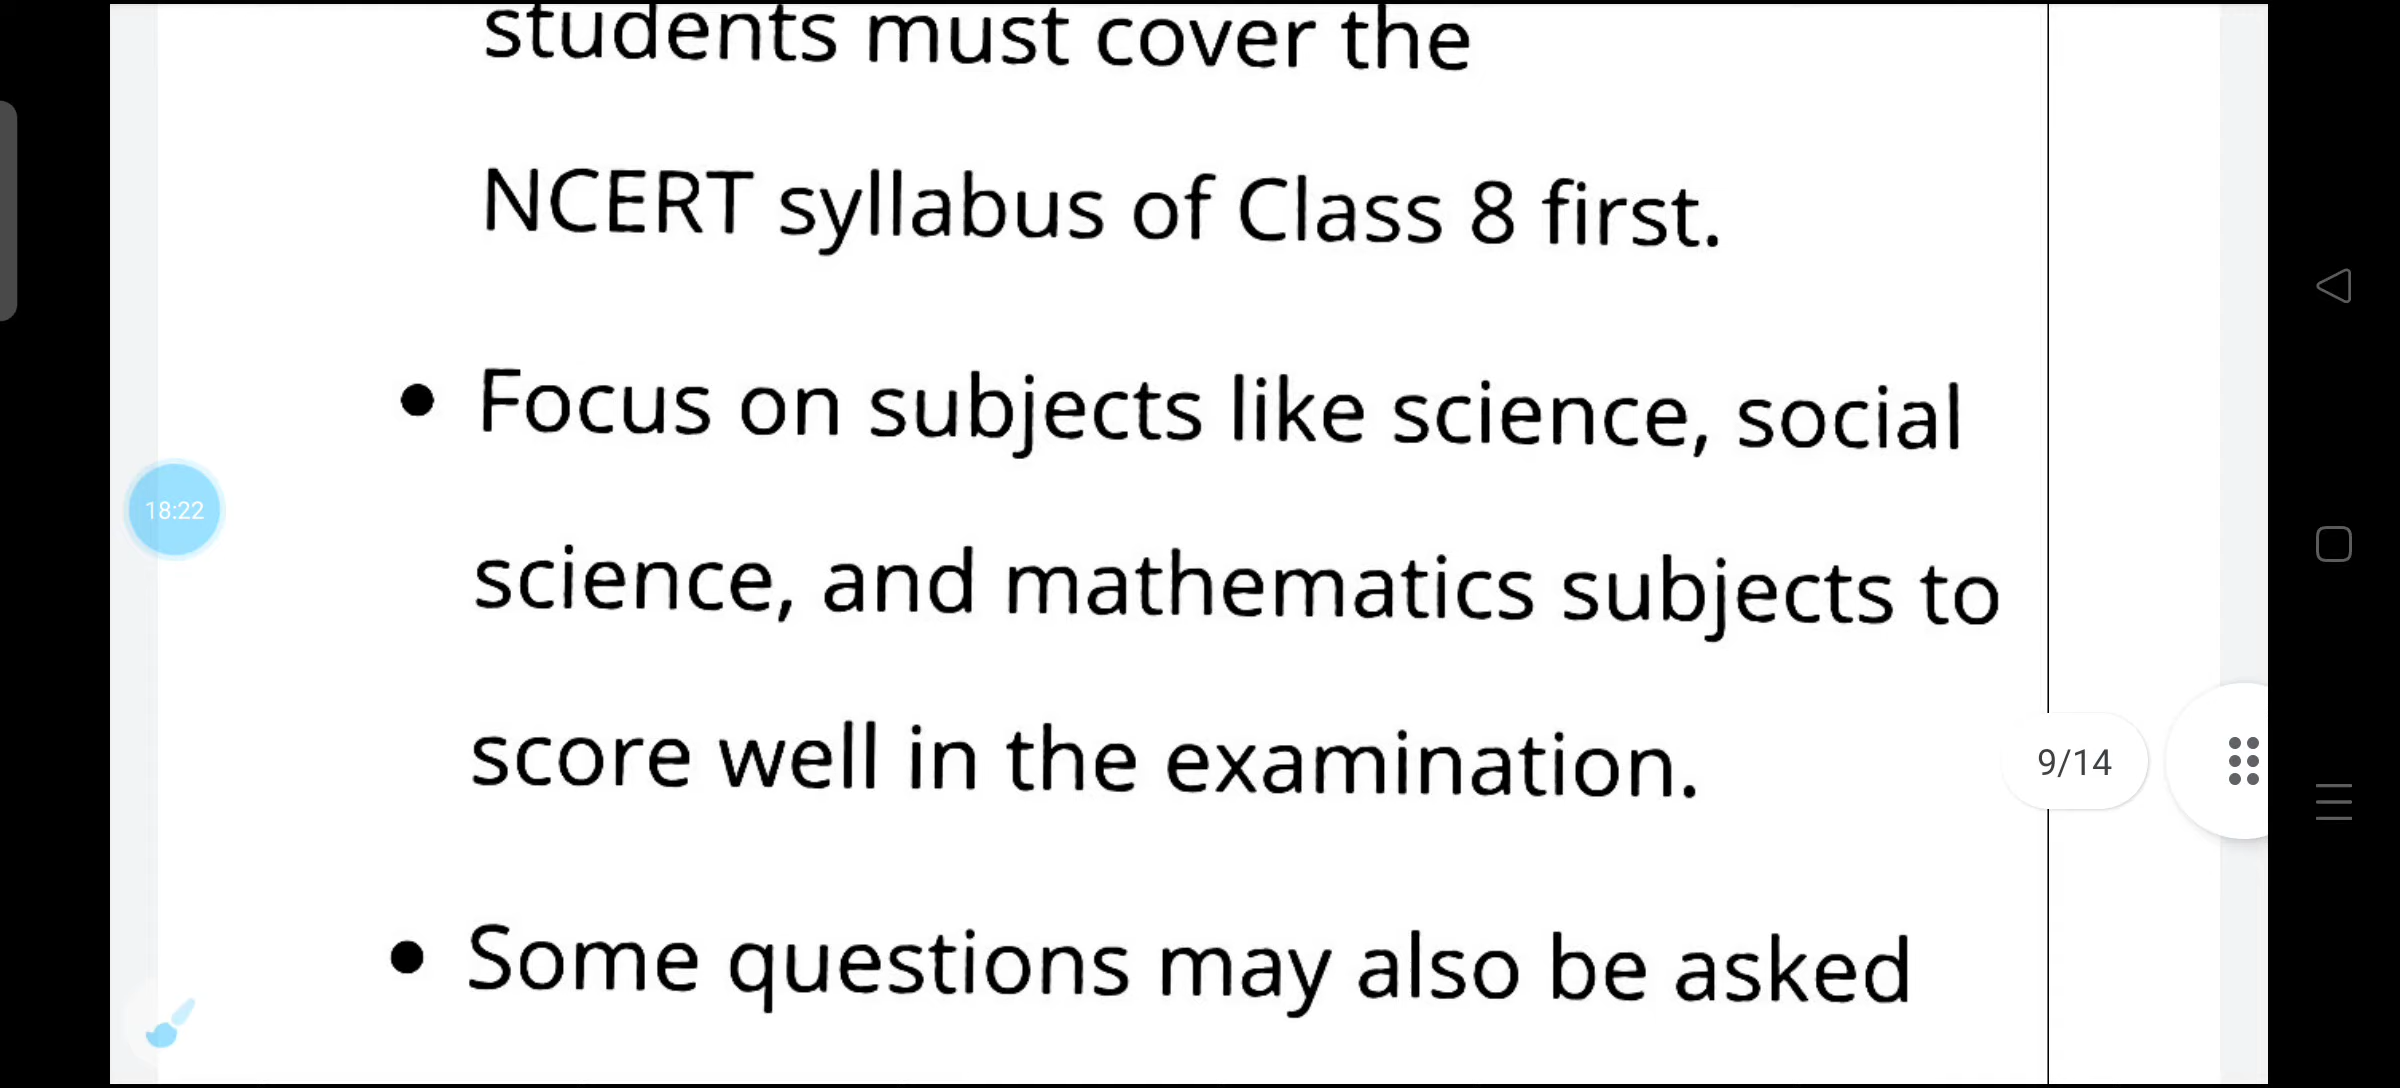 students must cover the
NCERT syllabus of Class 8 first.
• Focus on subjects like science, social
science, and mathematics subjects to
score well in the examination.
• Some questions may also be asked
18:22
9/14